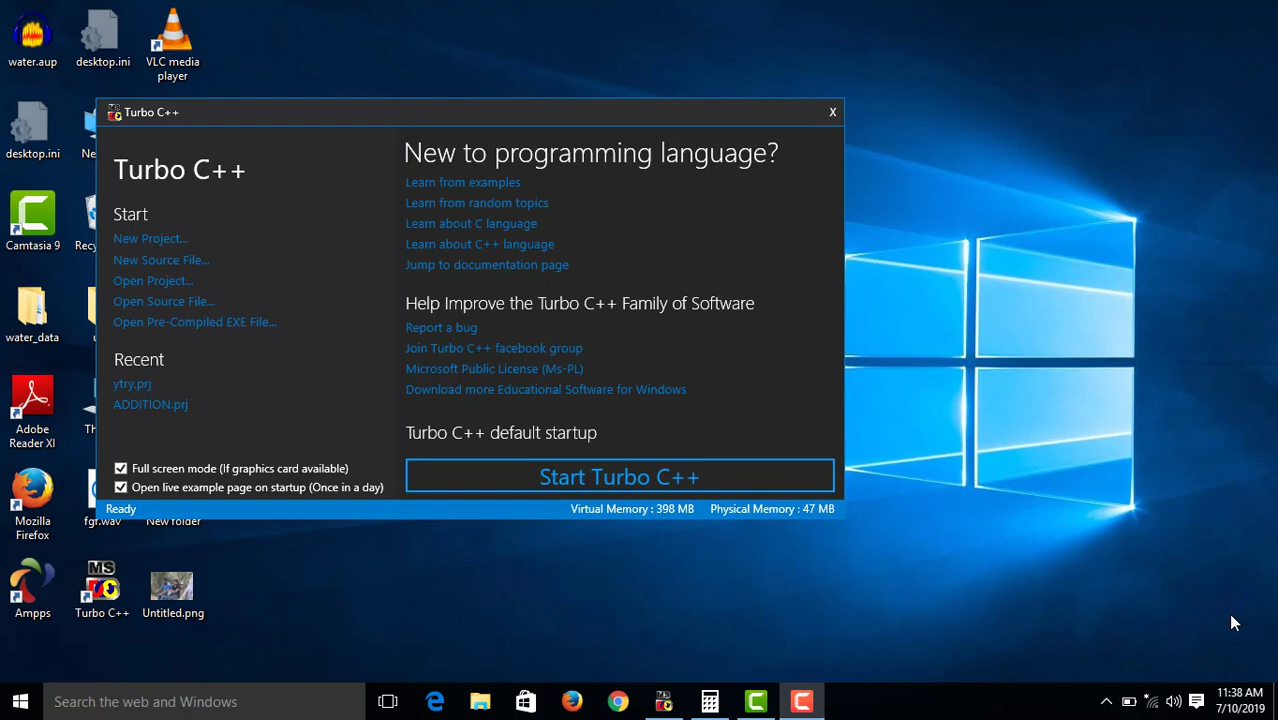 water.aup
desktop.ini
VLC media
player
desktop.ini
Ne
Camtasia 9
Recy
water_data
u
Adobe
Reader XI
Th
Mozilla
Firefox
fgf.wav
New folder
Ampps
MS
Turbo C++
Untitled.png
Turbo C++
X
Turbo C++
Start
New Project...
New Source File...
Open Project...
Open Source File...
Open Pre-Compiled EXE File...
Recent
ytry.prj
ADDITION.prj
Full screen mode (If graphics card available)
Open live example page on startup (Once in a day)
New to programming language?
Learn from examples
Learn from random topics
Learn about C language
Learn about C++ language
Jump to documentation page
Help Improve the Turbo C++ Family of Software
Report a bug
Join Turbo C++ facebook group
Microsoft Public License (Ms-PL)
Download more Educational Software for Windows
Turbo C++ default startup
Start Turbo C++
Ready
Virtual Memory : 398 MB
Physical Memory : 47 MB
Search the web and Windows
11:38 AM
7/10/2019